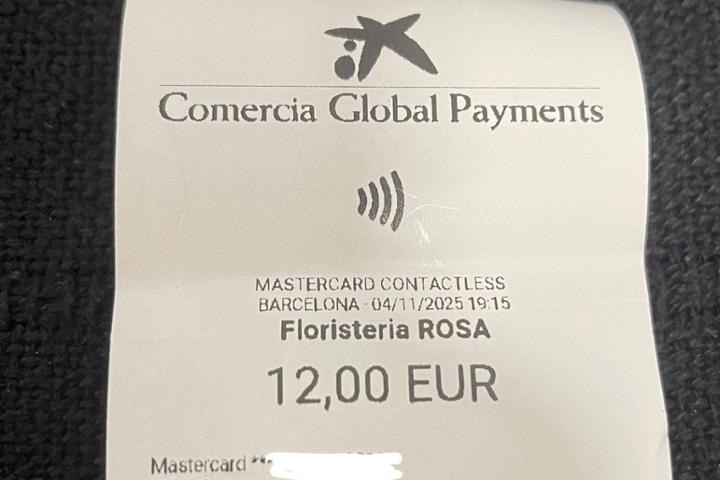 Comercia Global Payments
MASTERCARD CONTACTLESS
BARCELONA - 04/11/2025 19:15
Floristeria ROSA
12,00 EUR
Mastercard **